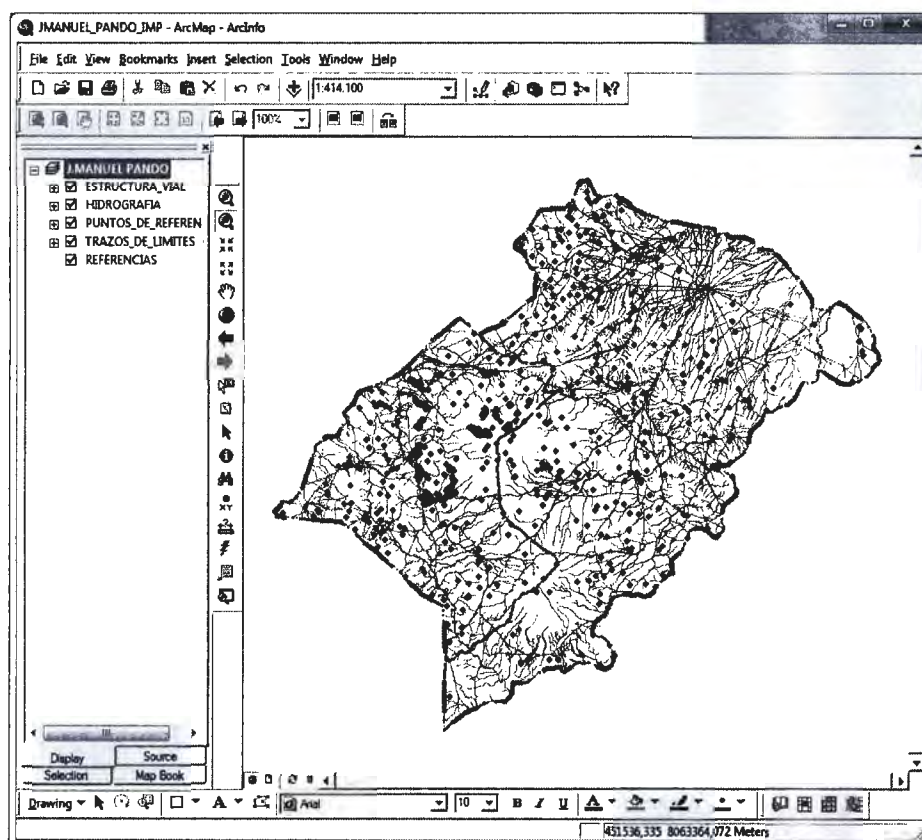 JMANUEL_PANDO_IMP - ArcMap - ArcInfo
File Edit View Bookmarks Insert Selection Tools Window Help
1:414.100
100%
J.MANUEL PANDO
ESTRUCTURA_VIAL
HIDROGRAFIA
PUNTOS_DE_REFEREN
TRAZOS_DE_LIMITES
REFERENCIAS
XY
Display Source
Selection Map Book
Drawing A Arial 10 B I U A
451536,335 8063364,072 Meters